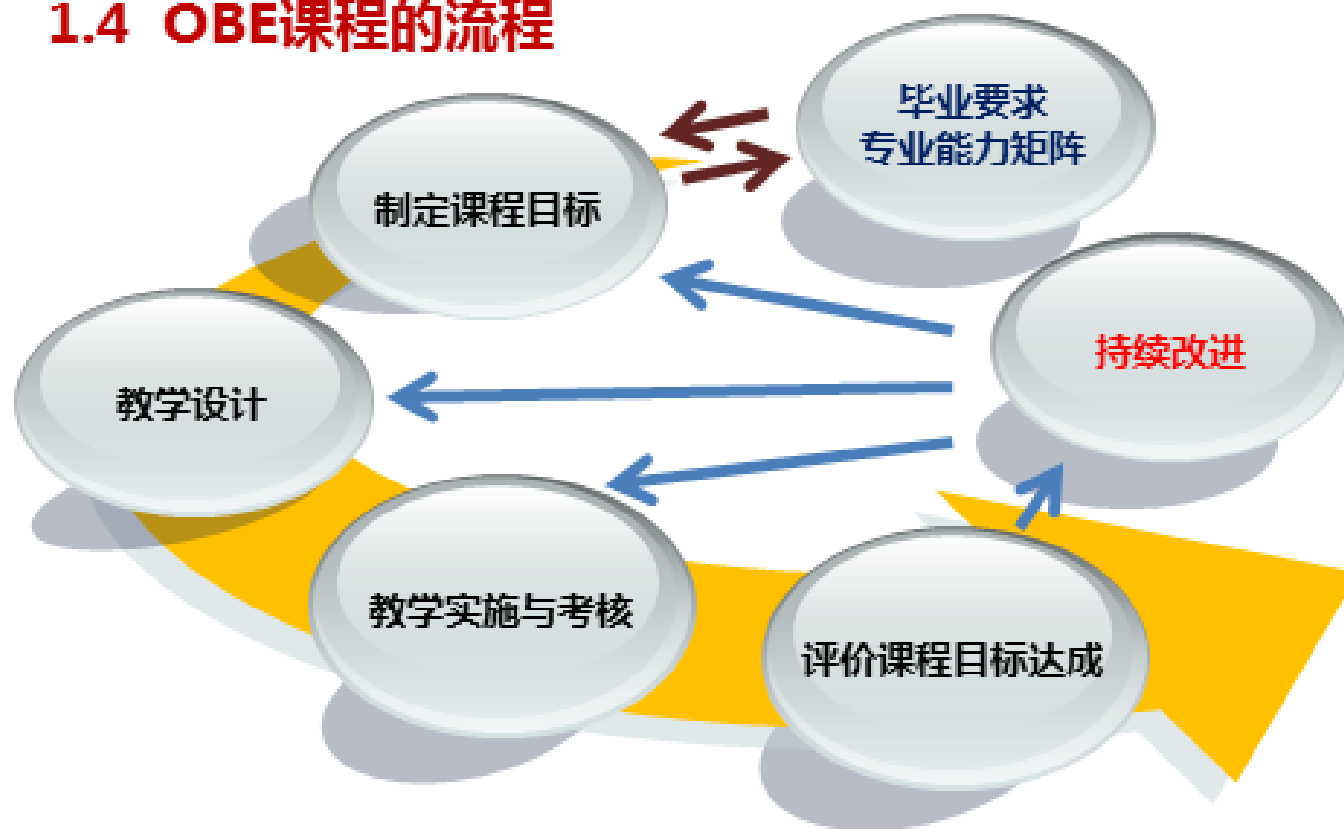 1.4 OBE课程的流程
毕业要求
专业能力矩阵
制定课程目标
持续改进
教学设计
教学实施与考核
评价课程目标达成